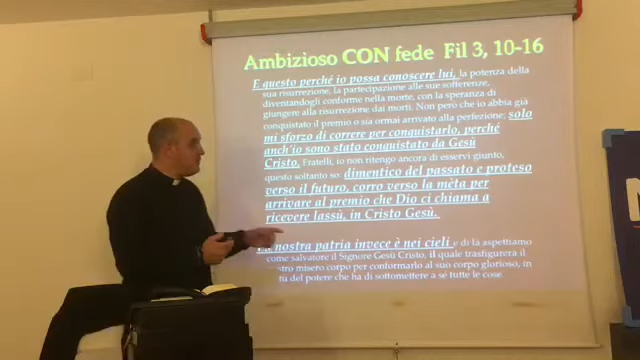 Ambizioso CON fede Fil 3, 10-16
E questo perché io possa conoscere lui, la potenza della
sua risurrezione, la partecipazione alle sue sofferenze,
diventandogli conforme nella morte, con la speranza di
giungere alla risurrezione dai morti. Non però che io abbia già
conquistato il premio o sia ormai arrivato alla perfezione; solo
mi sforzo di correre per conquistarlo, perché
anch'io sono stato conquistato da Gesù
Cristo. Fratelli, io non ritengo ancora di esservi giunto,
questo soltanto so: dimentico del passato e proteso
verso il futuro, corro verso la mèta per
arrivare al premio che Dio ci chiama a
ricevere lassù, in Cristo Gesù.
nostra patria invece è nei cieli e di là aspettiamo
come salvatore il Signore Gesù Cristo, il quale trasfigurerà il
misero corpo per conformarlo al suo corpo glorioso, in
del potere che ha di sottomettere a sé tutte le cose.